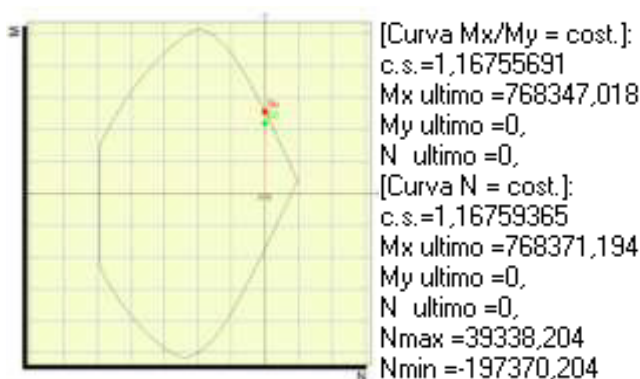 M
[Curva Mx/My = cost.]:
c.s.=1,16755691
Mx ultimo =768347,018
My ultimo =0,
N ultimo =0,
[Curva N = cost.]:
c.s.=1,16759365
Mx ultimo =768371,194
My ultimo =0,
N ultimo =0,
Nmax =39338,204
Nmin =-197370,204
N